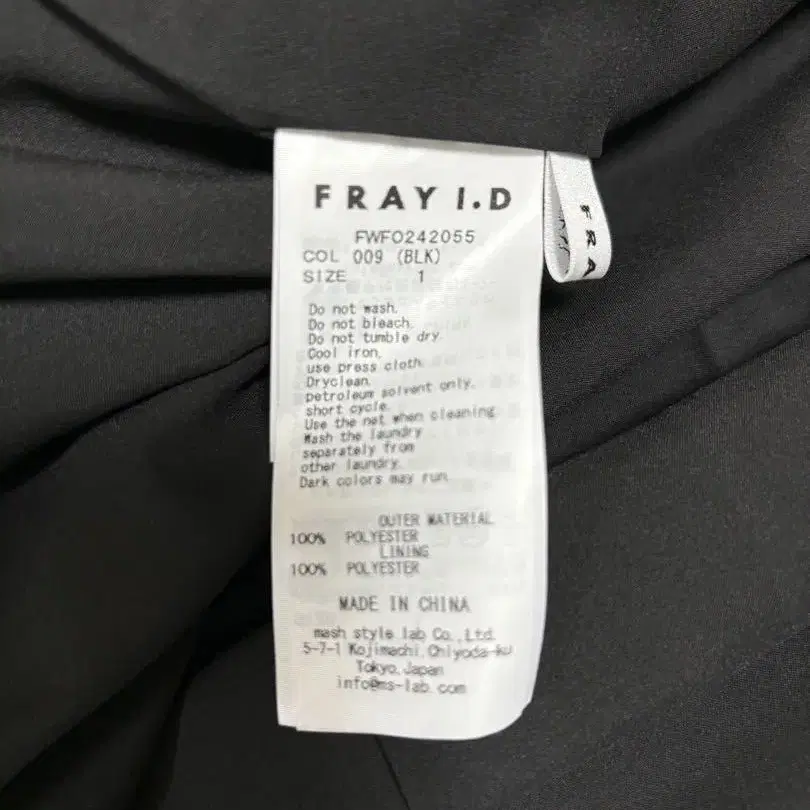 FRAY I.D
FWFO242055
COL 009 (BLK)
SIZE 1
Do not wash.
Do not bleach.
Do not tumble dry.
Cool iron,
use press cloth.
Dryclean,
petroleum solvent only,
short cycle.
Use the net when cleaning.
Wash the laundry
separately from
other laundry.
Dark colors may run.
OUTER MATERIAL
100% POLYESTER
LINING
100% POLYESTER
MADE IN CHINA
mash style lab Co.,Ltd.
5-7-1 Kojimachi,Chiyoda-ku
Tokyo,Japan
info@ms-lab.com
FRA